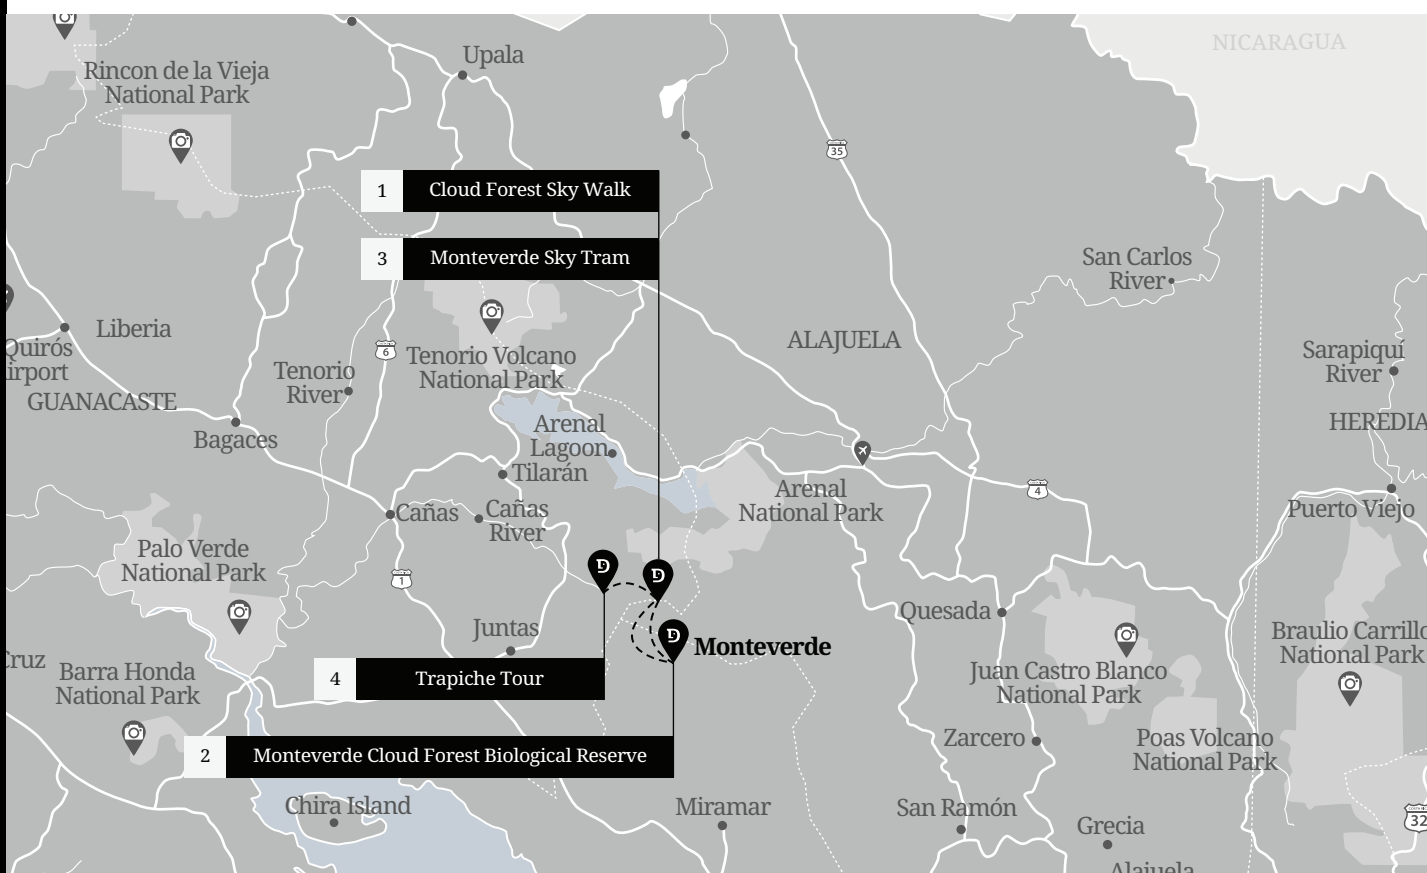 NICARAGUA
Upala
Rincon de la Vieja
National Park
35
1 Cloud Forest Sky Walk
3 Monteverde Sky Tram
San Carlos
River
Liberia
Quirós
irport
6
ALAJUELA
Tenorio Volcano
National Park
Tenorio
River
Sarapiquí
River
GUANACASTE
Bagaces
HEREDIA
Arenal
Lagoon
Tilarán
Arenal
National Park
4
Cañas
Cañas
River
Puerto Viejo
Palo Verde
National Park
1
D
D
D
Monteverde
Quesada
Juntas
Braulio Carrillo
National Park
Cruz
Barra Honda
National Park
4 Trapiche Tour
Juan Castro Blanco
National Park
2 Monteverde Cloud Forest Biological Reserve
Zarcero
Poas Volcano
National Park
Chira Island
Miramar
San Ramón
Grecia
32
Alajuela